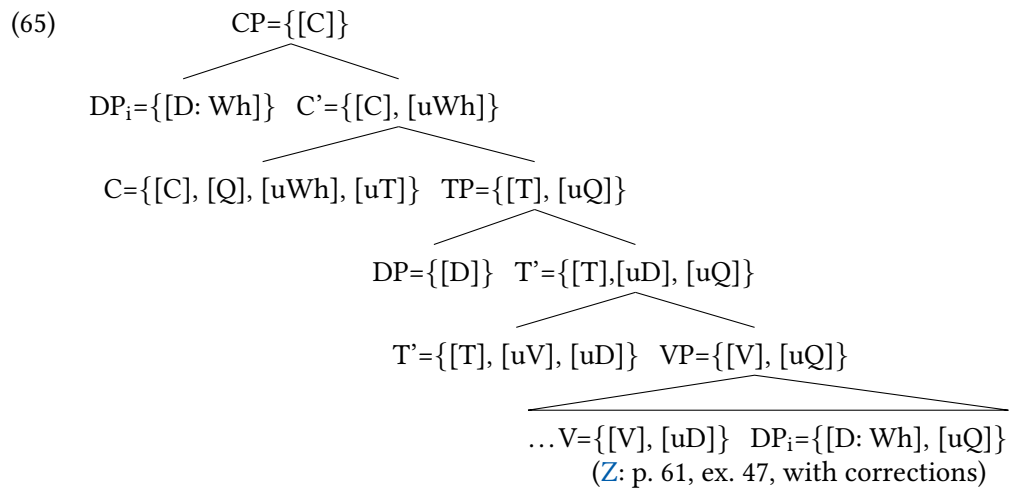 (65) CP={[C]}
DPi={[D: Wh]} C’={[C], [uWh]}
C={[C], [Q], [uWh], [uT]} TP={[T], [uQ]}
DP={[D]} T’={[T],[uD], [uQ]}
T’={[T], [uV], [uD]} VP={[V], [uQ]}
…V={[V], [uD]} DPi={[D: Wh], [uQ]}
(Z: p. 61, ex. 47, with corrections)